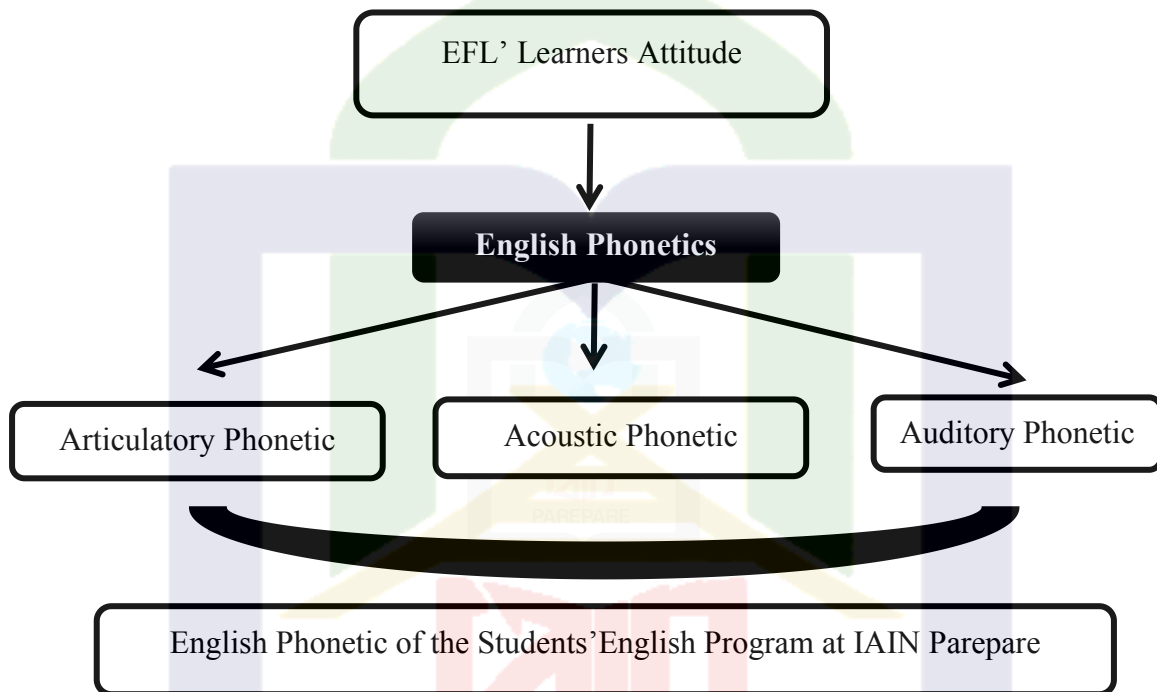 EFL’ Learners Attitude
English Phonetics
Articulatory Phonetic
Acoustic Phonetic
Auditory Phonetic
PAREPARE
English Phonetic of the Students’English Program at IAIN Parepare